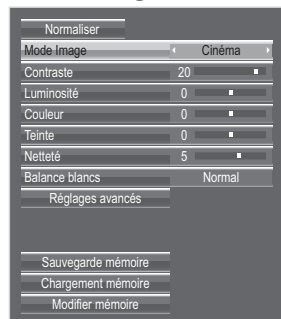 Normaliser
Mode Image Cinéma
Contraste 20
Luminosité 0
Couleur 0
Teinte 0
Netteté 5
Balance blancs Normal
Réglages avancés
Sauvegarde mémoire
Chargement mémoire
Modifier mémoire